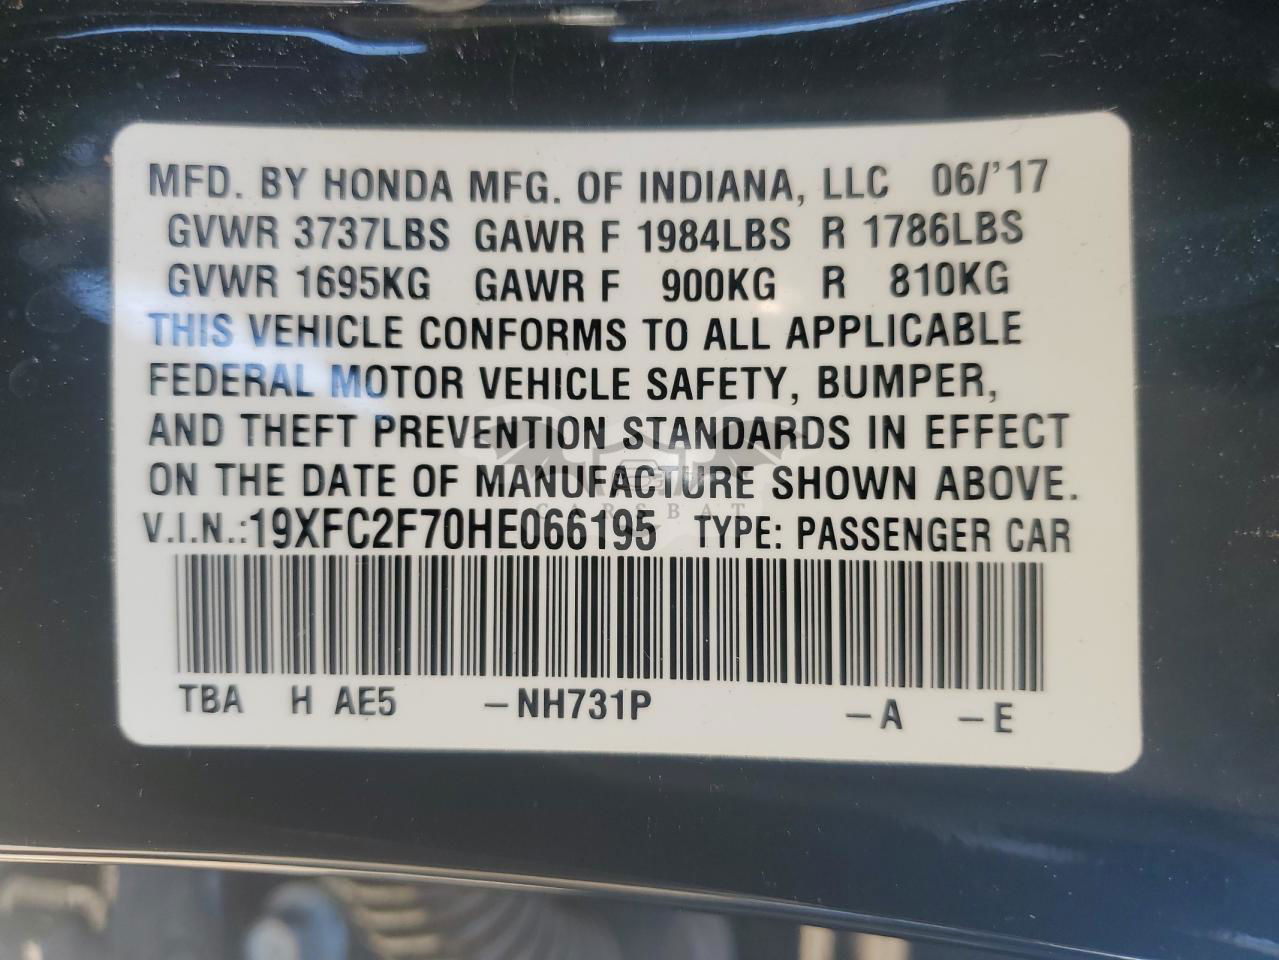 MFD. BY HONDA MFG. OF INDIANA, LLC 06/'17
GVWR 3737LBS GAWR F 1984LBS R 1786LBS
GVWR 1695KG GAWR F 900KG R 810KG
THIS VEHICLE CONFORMS TO ALL APPLICABLE
FEDERAL MOTOR VEHICLE SAFETY, BUMPER,
AND THEFT PREVENTION STANDARDS IN EFFECT
ON THE DATE OF MANUFACTURE SHOWN ABOVE.
CARSBAT
V.I.N.:19XFC2F70HE066195 TYPE: PASSENGER CAR
TBA H AE5 –NH731P –A –E